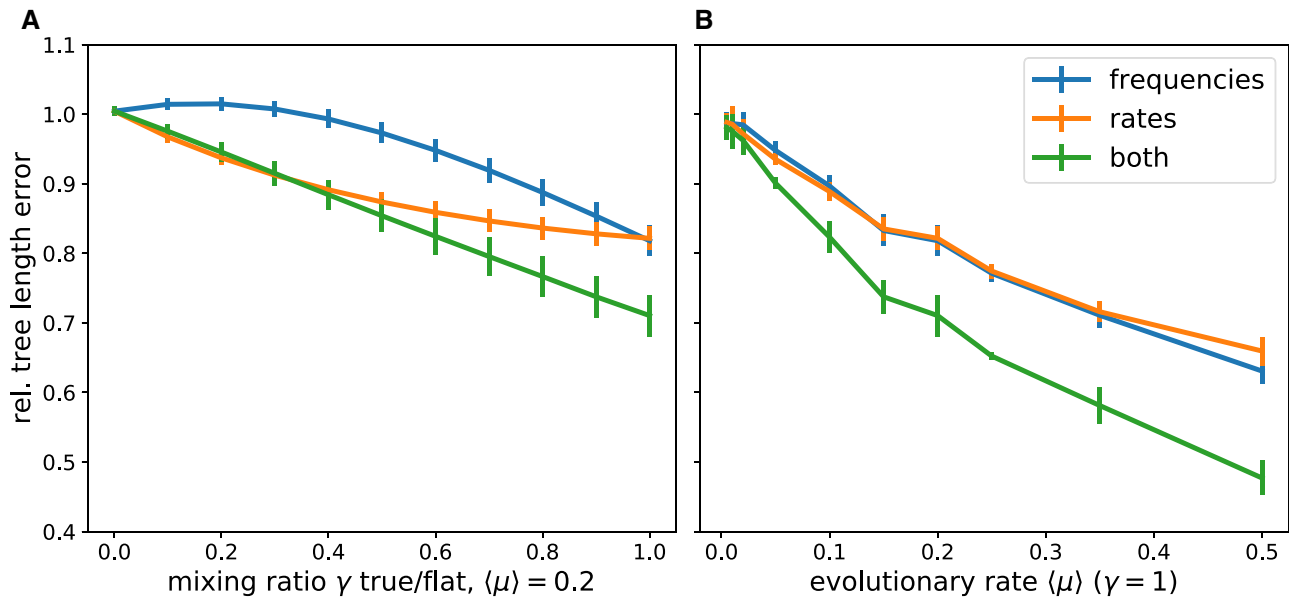 A
B
rel. tree length error
1.1
1.0
0.9
0.8
0.7
0.6
0.5
0.4
0.0 0.2 0.4 0.6 0.8 1.0
mixing ratio γ true/flat, ⟨μ⟩ = 0.2
frequencies
rates
both
0.0 0.1 0.2 0.3 0.4 0.5
evolutionary rate ⟨μ⟩ (γ = 1)